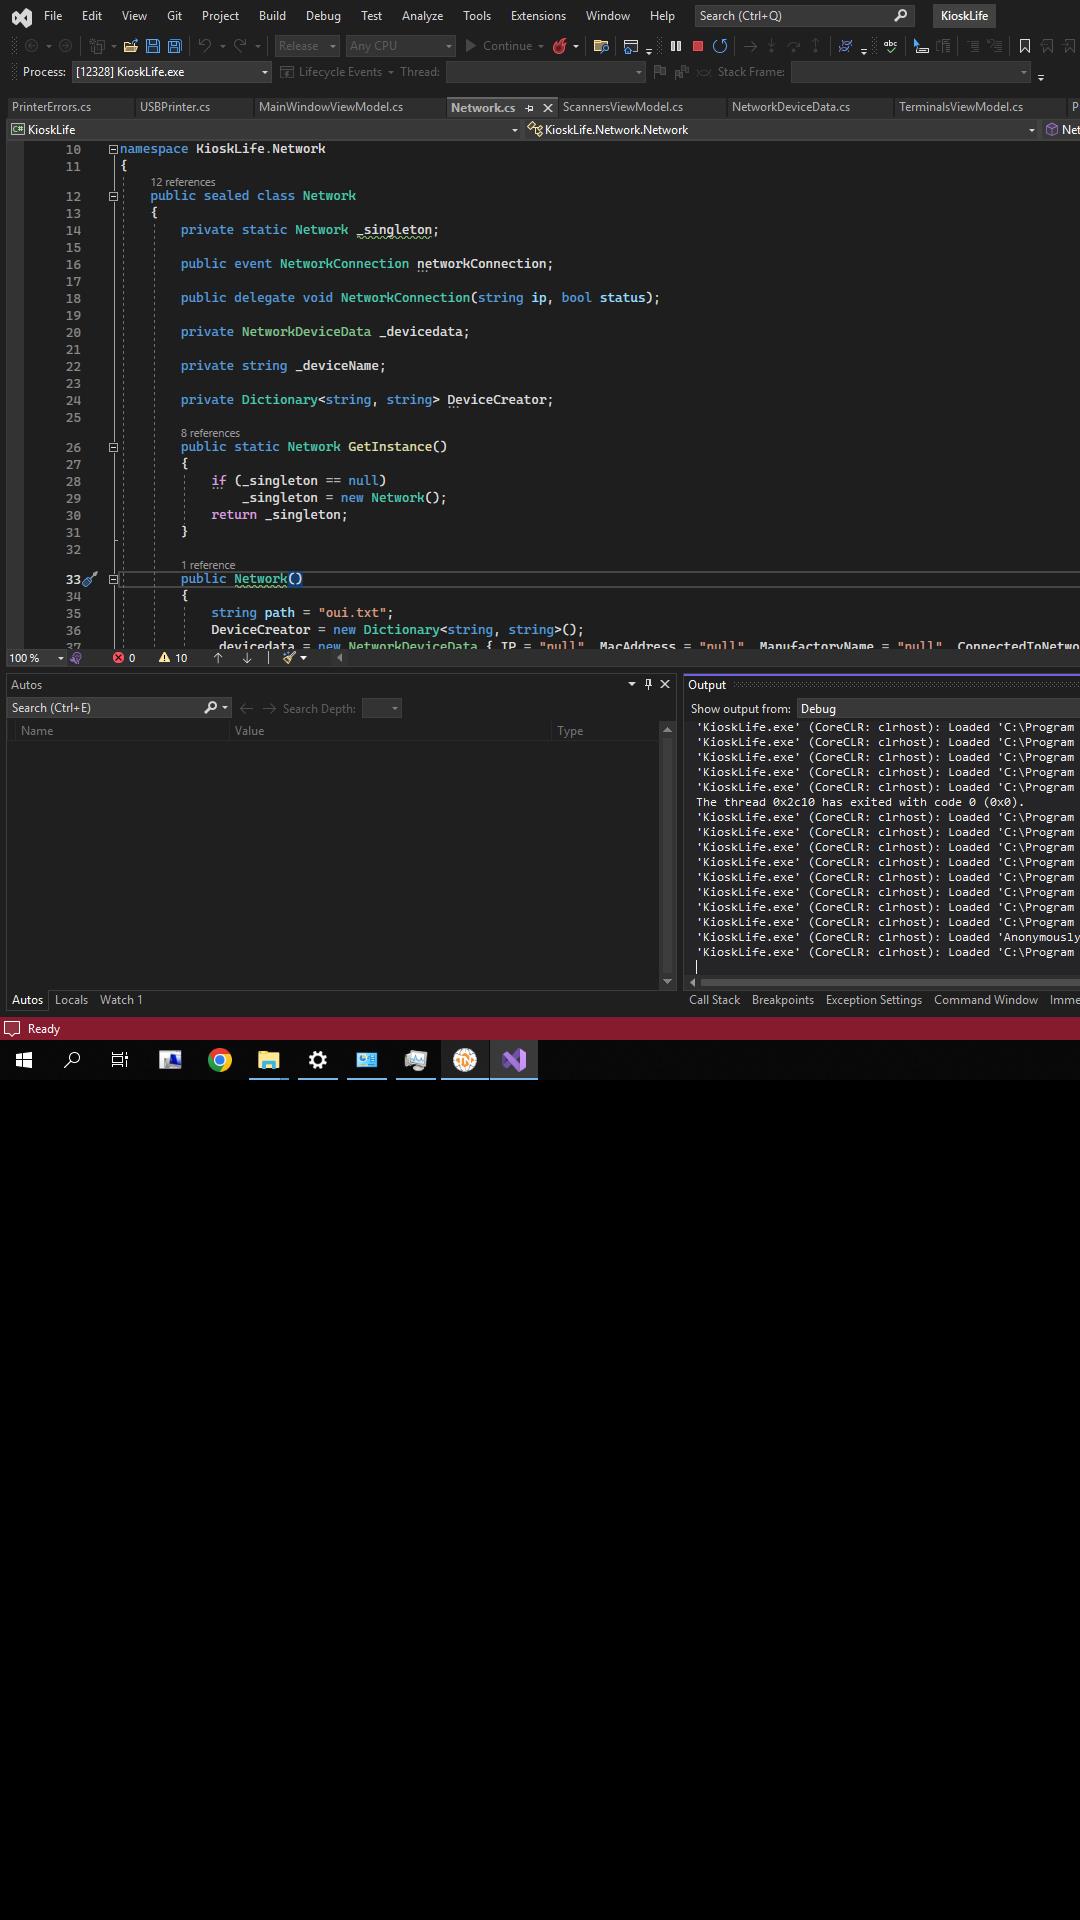 File Edit View Git Project Build Debug Test Analyze Tools Extensions Window Help Search (Ctrl+Q) KioskLife
Release Any CPU Continue
Process: [12328] KioskLife.exe Lifecycle Events Thread: Stack Frame:
PrinterErrors.cs USBPrinter.cs MainWindowViewModel.cs Network.cs ScannersViewModel.cs NetworkDeviceData.cs TerminalsViewModel.cs P
C# KioskLife KioskLife.Network.Network Net
10 namespace KioskLife.Network
11 {
12 references
12 public sealed class Network
13 {
14 private static Network _singleton;
15
16 public event NetworkConnection networkConnection;
17
18 public delegate void NetworkConnection(string ip, bool status);
19
20 private NetworkDeviceData _devicedata;
21
22 private string _deviceName;
23
24 private Dictionary<string, string> DeviceCreator;
25
8 references
26 public static Network GetInstance()
27 {
28 if (_singleton == null)
29 _singleton = new Network();
30 return _singleton;
31 }
32
1 reference
33 public Network()
34 {
35 string path = "oui.txt";
36 DeviceCreator = new Dictionary<string, string>();
37 _devicedata = new NetworkDeviceData { IP = "null", MacAddress = "null", ManufactoryName = "null", ConnectedToNetwo
100 % 0 10
Autos
Search (Ctrl+E) Search Depth:
Name Value Type
Output
Show output from: Debug
'KioskLife.exe' (CoreCLR: clrhost): Loaded 'C:\Program
'KioskLife.exe' (CoreCLR: clrhost): Loaded 'C:\Program
'KioskLife.exe' (CoreCLR: clrhost): Loaded 'C:\Program
'KioskLife.exe' (CoreCLR: clrhost): Loaded 'C:\Program
'KioskLife.exe' (CoreCLR: clrhost): Loaded 'C:\Program
The thread 0x2c10 has exited with code 0 (0x0).
'KioskLife.exe' (CoreCLR: clrhost): Loaded 'C:\Program
'KioskLife.exe' (CoreCLR: clrhost): Loaded 'C:\Program
'KioskLife.exe' (CoreCLR: clrhost): Loaded 'C:\Program
'KioskLife.exe' (CoreCLR: clrhost): Loaded 'C:\Program
'KioskLife.exe' (CoreCLR: clrhost): Loaded 'C:\Program
'KioskLife.exe' (CoreCLR: clrhost): Loaded 'C:\Program
'KioskLife.exe' (CoreCLR: clrhost): Loaded 'C:\Program
'KioskLife.exe' (CoreCLR: clrhost): Loaded 'C:\Program
'KioskLife.exe' (CoreCLR: clrhost): Loaded 'Anonymously
'KioskLife.exe' (CoreCLR: clrhost): Loaded 'C:\Program
Autos Locals Watch 1
Call Stack Breakpoints Exception Settings Command Window Imme
Ready